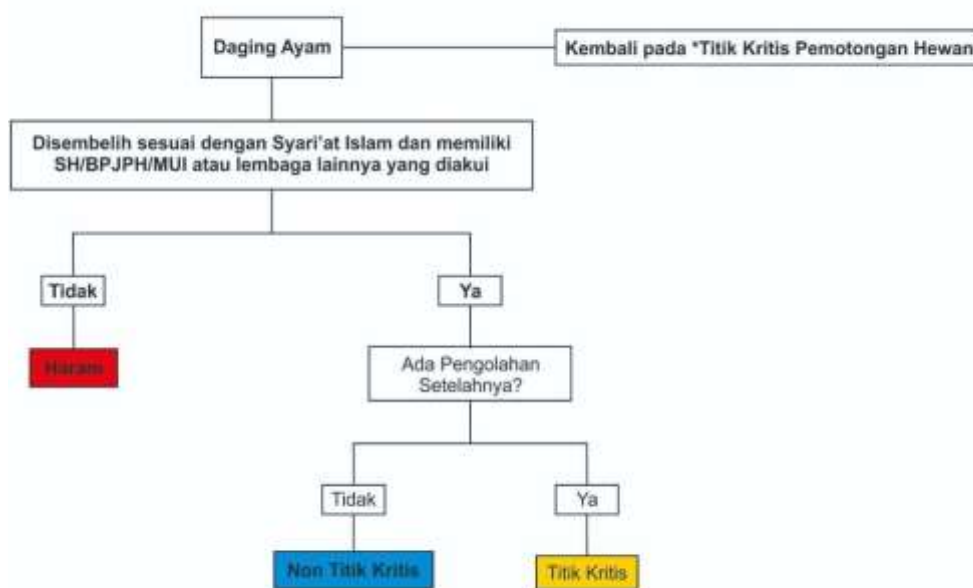 Daging Ayam
Kembali pada *Titik Kritis Pemotongan Hewan
Disembelih sesuai dengan Syari'at Islam dan memiliki
SH/BPJPH/MUI atau lembaga lainnya yang diakui
Tidak
Ya
Haram
Ada Pengolahan
Setelahnya?
Tidak
Ya
Non Titik Kritis
Titik Kritis